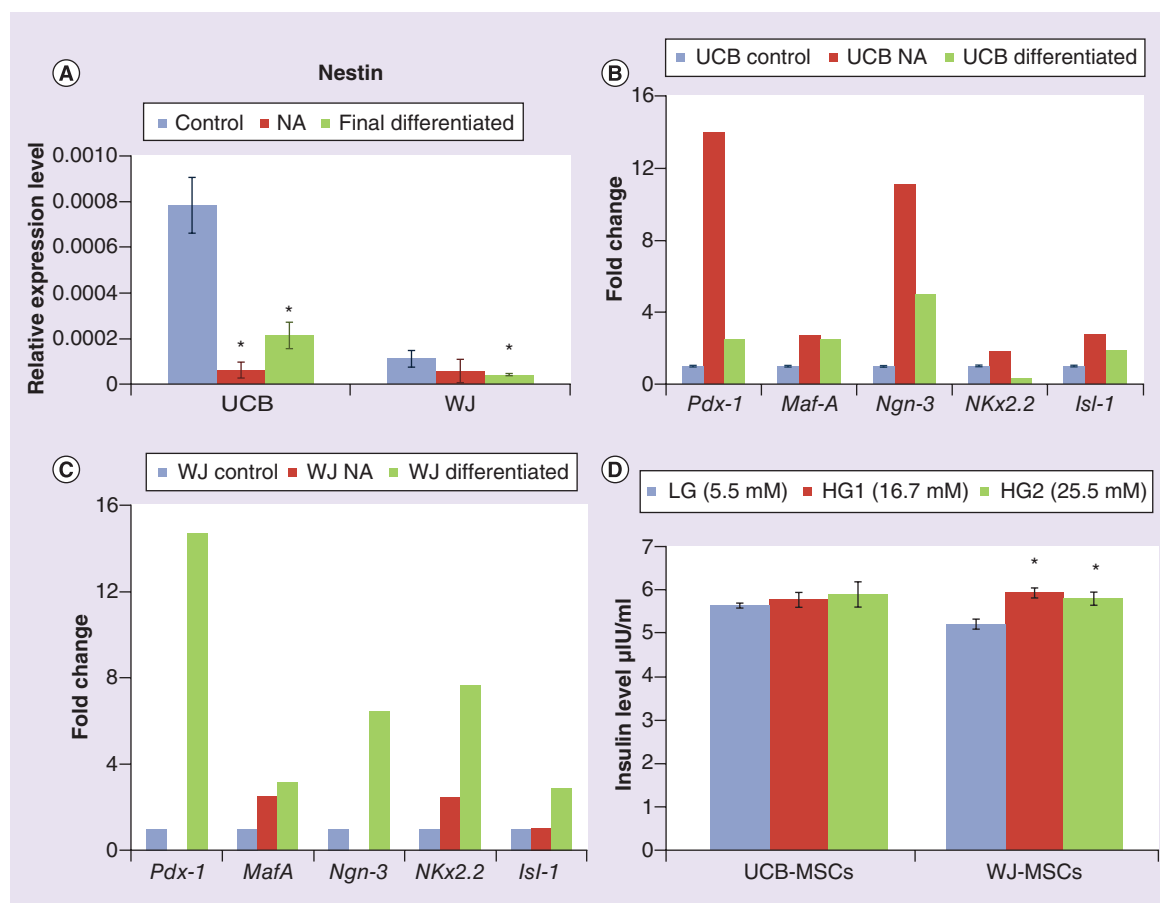 A
Nestin
Control NA Final differentiated
Relative expression level
0.0010
0.0008
0.0006
0.0004
0.0002
0
* * *
UCB WJ
B
UCB control UCB NA UCB differentiated
Fold change
16
12
8
4
0
Pdx-1 Maf-A Ngn-3 NKx2.2 Isl-1
C
WJ control WJ NA WJ differentiated
Fold change
16
12
8
4
0
Pdx-1 MafA Ngn-3 NKx2.2 Isl-1
D
LG (5.5 mM) HG1 (16.7 mM) HG2 (25.5 mM)
Insulin level µIU/ml
7
6
5
4
3
2
1
0
* *
UCB-MSCs WJ-MSCs